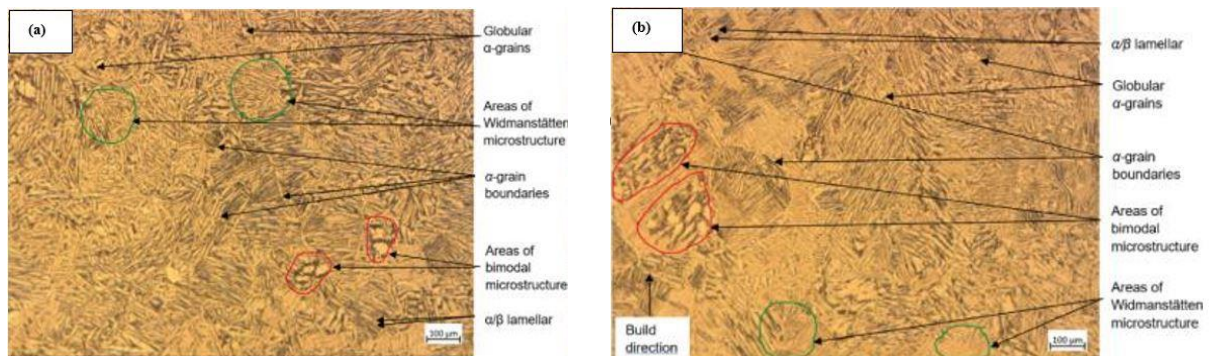 (a)
Globular
α-grains
Areas of
Widmanstätten
microstructure
α-grain
boundaries
Areas of
bimodal
microstructure
α/β lamellar
100 µm
(b)
α/β lamellar
Globular
α-grains
α-grain
boundaries
Areas of
bimodal
microstructure
Areas of
Widmanstätten
microstructure
Build
direction
100 µm